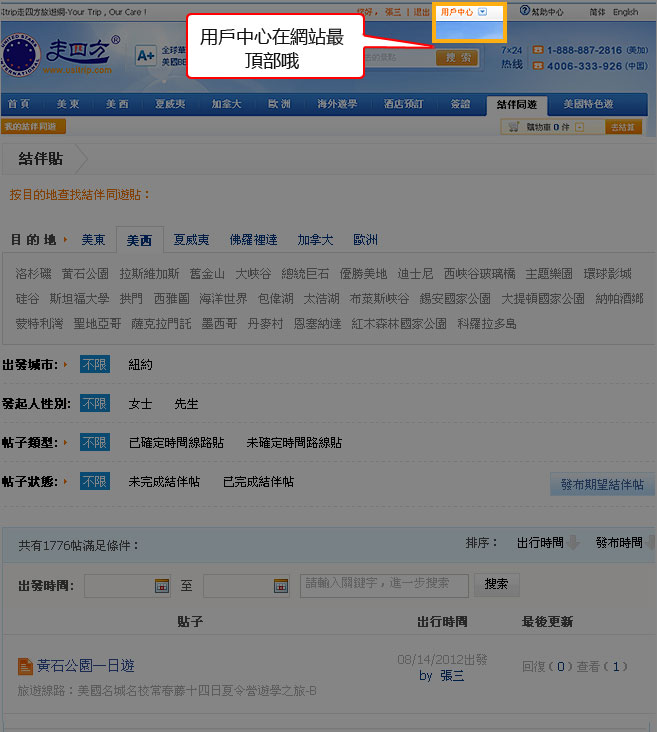 Strip走四方旅遊網-Your Trip , Our Care !
您好， 張三 | 退出
用戶中心
幫助中心 简体 English
用戶中心在網站最
頂部哦
走四方®
www.usitrip.com
A+
全球華
美國BB
搜 索
7×24
热线
1-888-887-2816 (美加)
4006-333-926 (中國)
首 頁 美 東 美 西 夏威夷 加拿大 歐 洲 海外遊學 酒店預訂 簽證 結伴同遊 美國特色遊
我的結伴同遊
購物車 0 件
去結算
結伴貼
按目的地查找結伴同遊貼：
目 的 地 美東 美西 夏威夷 佛羅裡達 加拿大 歐洲
洛杉磯 黃石公園 拉斯維加斯 舊金山 大峽谷 總統巨石 優勝美地 迪士尼 西峽谷玻璃橋 主題樂園 環球影城
硅谷 斯坦福大學 拱門 西雅圖 海洋世界 包偉湖 太浩湖 布萊斯峽谷 錫安國家公園 大提頓國家公園 納帕酒鄉
蒙特利灣 聖地亞哥 薩克拉門託 墨西哥 丹麥村 恩塞納達 紅木森林國家公園 科羅拉多島
出發城市: 不限 紐約
發起人性別: 不限 女士 先生
帖子類型: 不限 已確定時間線路貼 未確定時間路線貼
帖子狀態: 不限 未完成結伴帖 已完成結伴帖
發布期望結伴帖
共有1776帖滿足條件：
排序： 出行時間 發布時間
出發時間: 至 請輸入關鍵字，進一步搜索 搜索
貼子 出行時間 最後更新
黃石公園一日遊
08/14/2012出發
by 張三
回復(0)查看(1)
旅遊線路：美國名城名校常春藤十四日夏令營遊學之旅-B